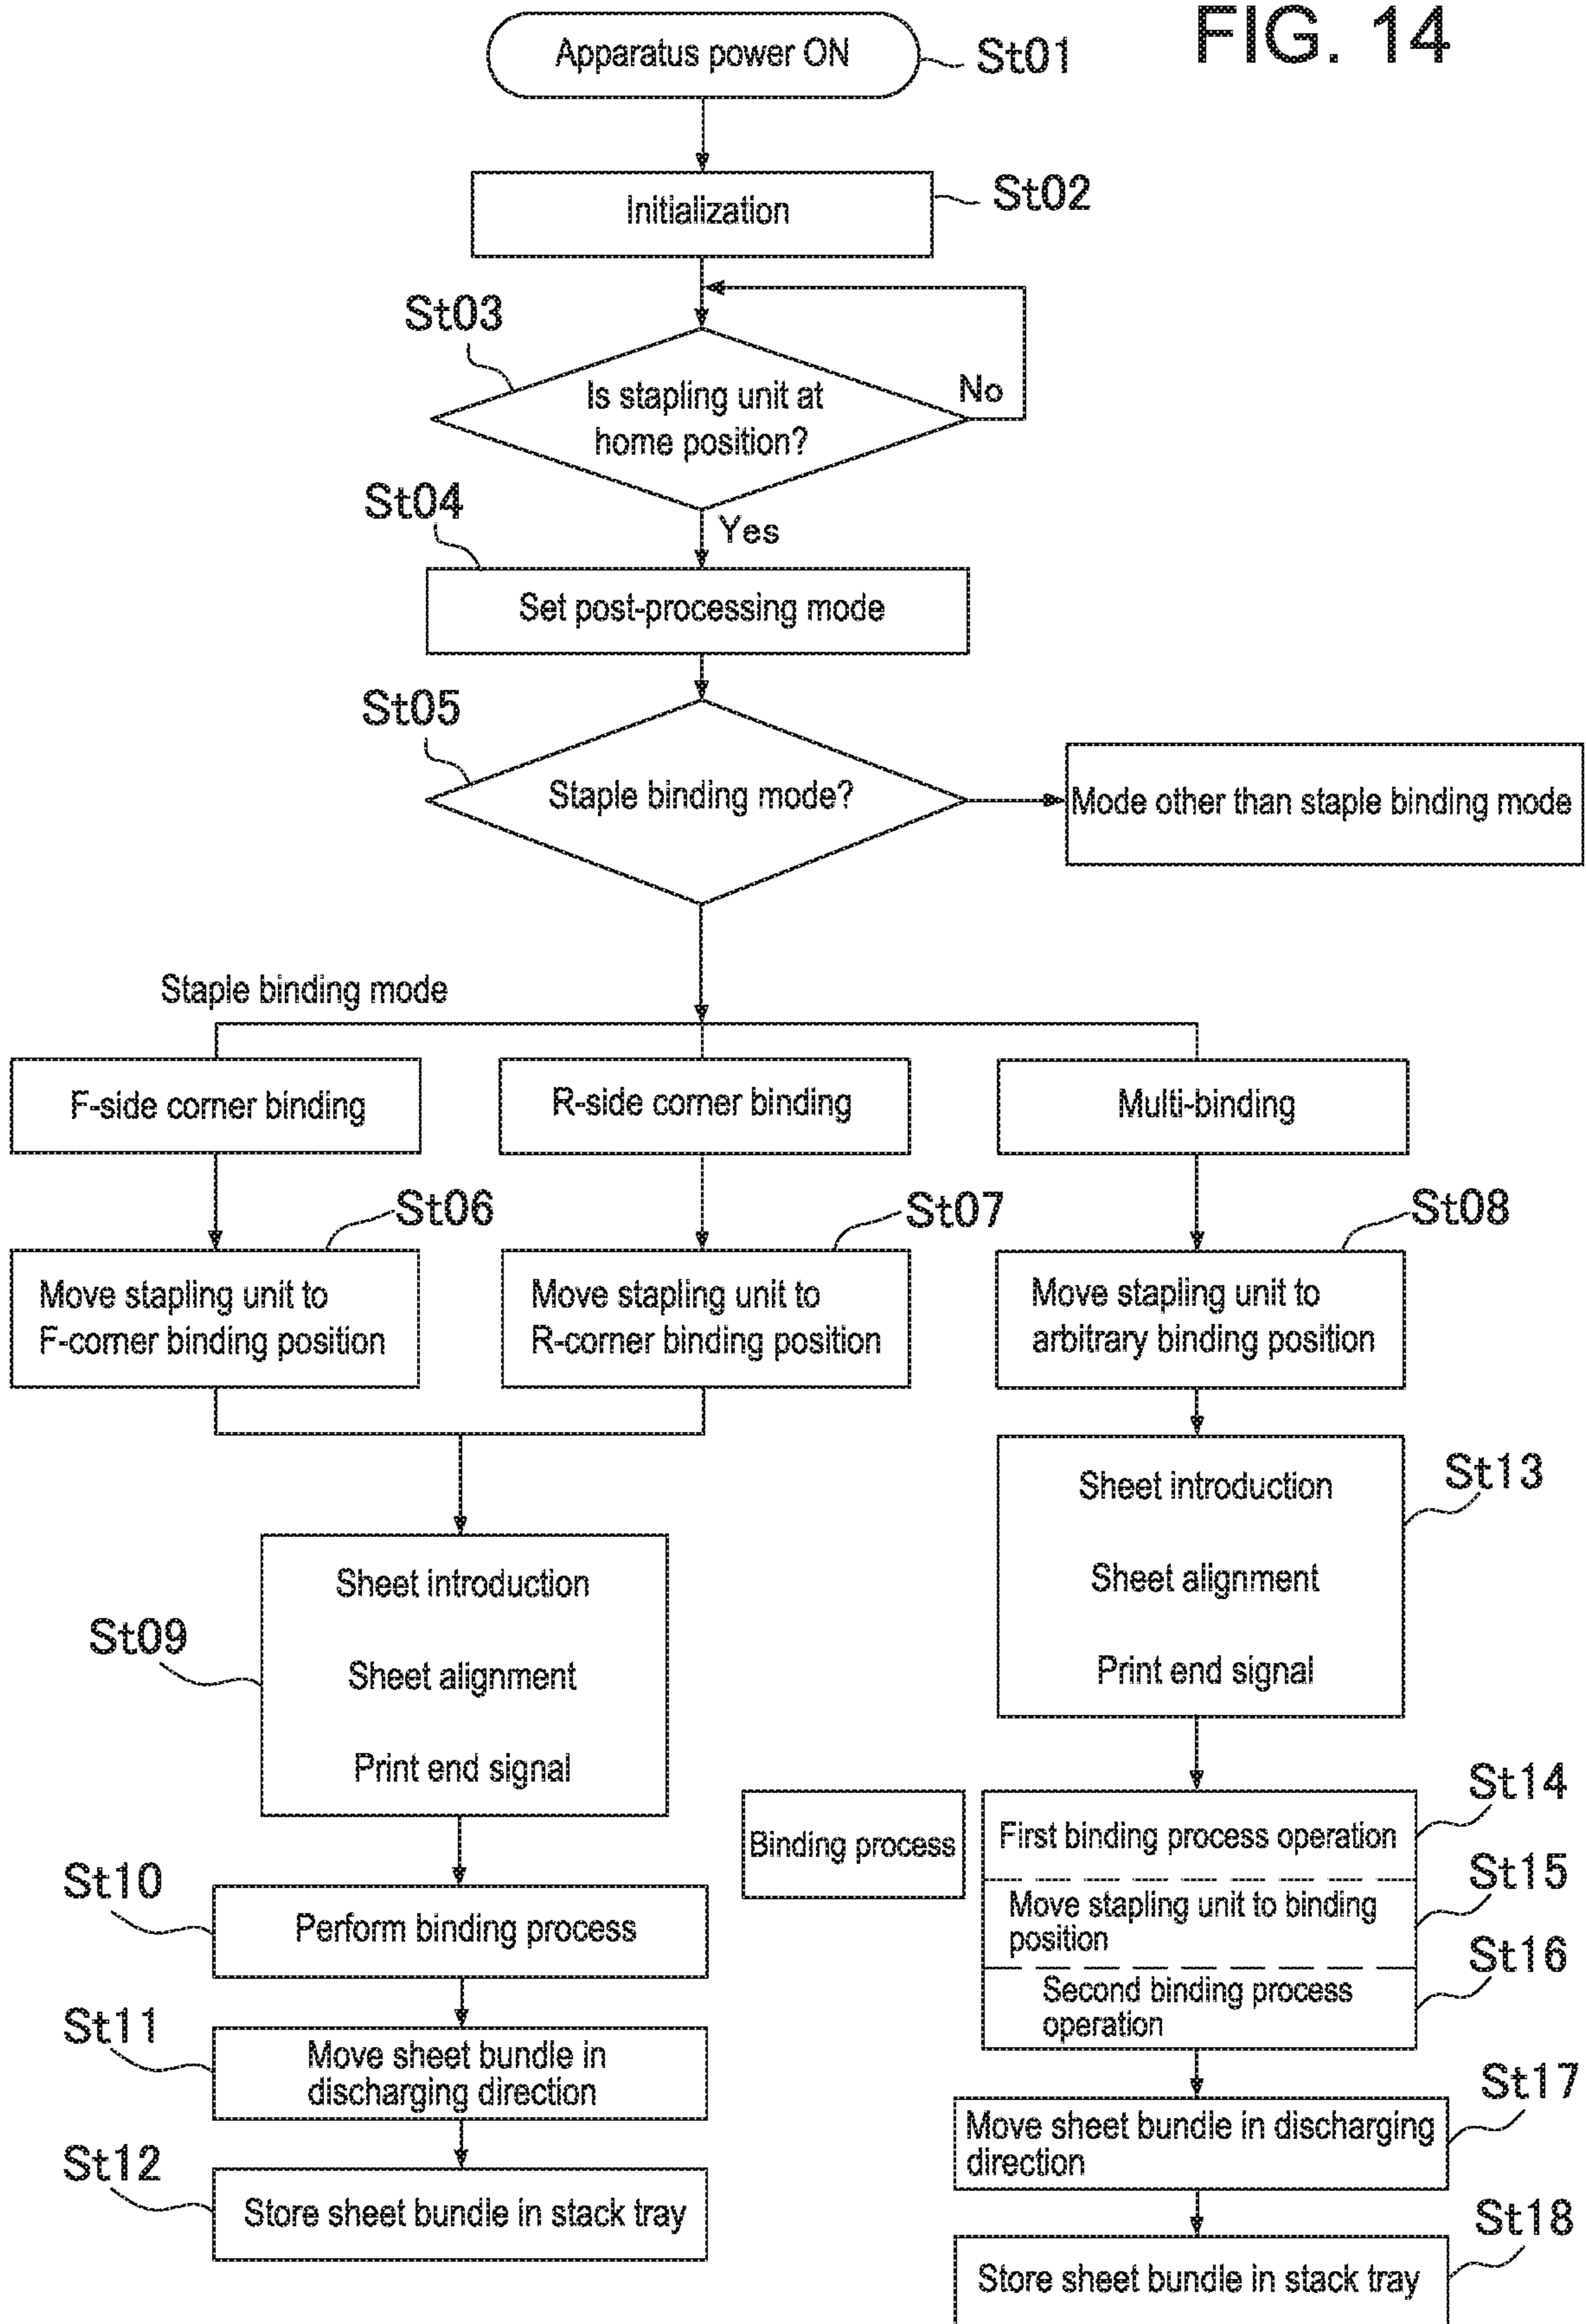 FIG. 14
Apparatus power ON
St01
Initialization
St02
St03
Is stapling unit at
home position?
No
Yes
St04
Set post-processing mode
St05
Staple binding mode?
Mode other than staple binding mode
Staple binding mode
F-side corner binding
R-side corner binding
Multi-binding
St06
St07
St08
Move stapling unit to
F-corner binding position
Move stapling unit to
R-corner binding position
Move stapling unit to
arbitrary binding position
St09
Sheet introduction
Sheet alignment
Print end signal
St13
Sheet introduction
Sheet alignment
Print end signal
St10
Perform binding process
St11
Move sheet bundle in
discharging direction
St12
Store sheet bundle in stack tray
Binding process
First binding process operation
St14
Move stapling unit to binding
position
St15
Second binding process
operation
St16
Move sheet bundle in discharging
direction
St17
Store sheet bundle in stack tray
St18